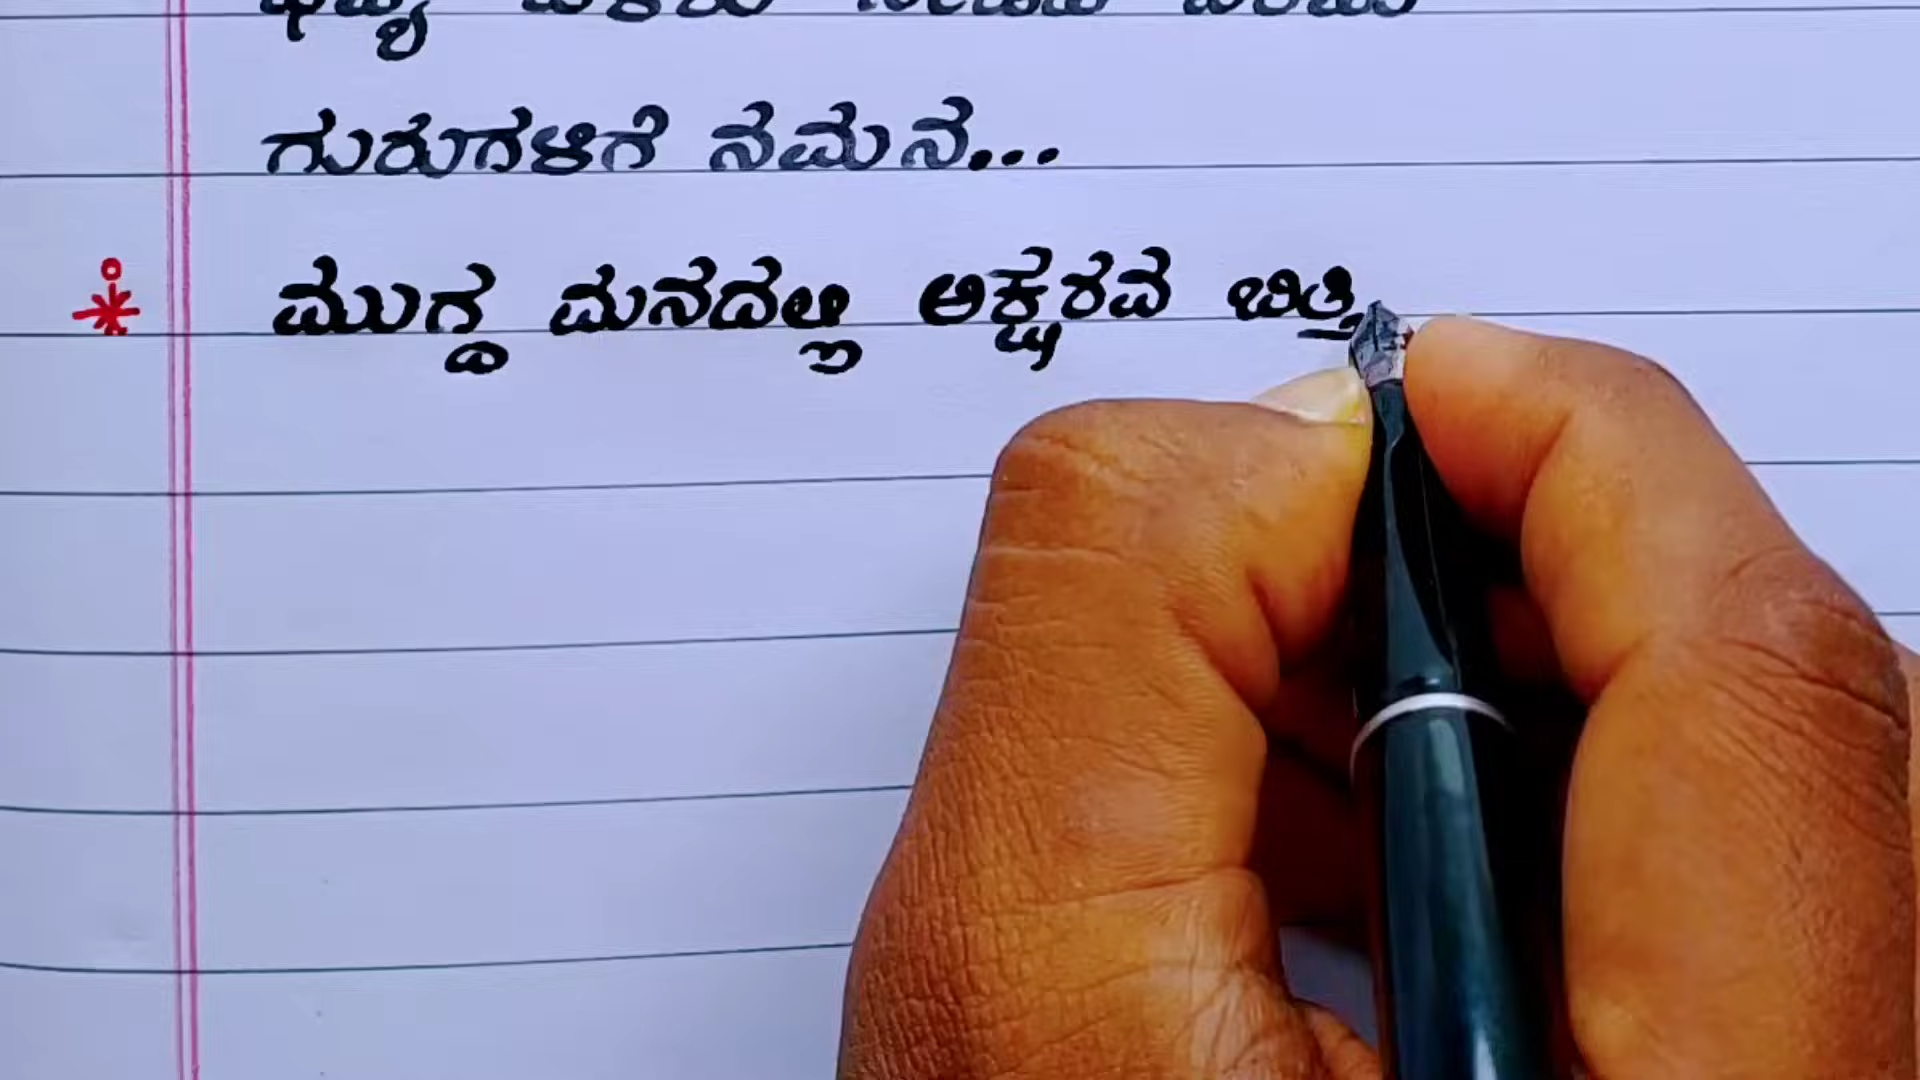 ಗುರುಗಳಿಗೆ ನಮನ...
ಮುಗ್ಧ ಮನದಲ್ಲಿ ಅಕ್ಷರವ ಬಿತ್ತಿ